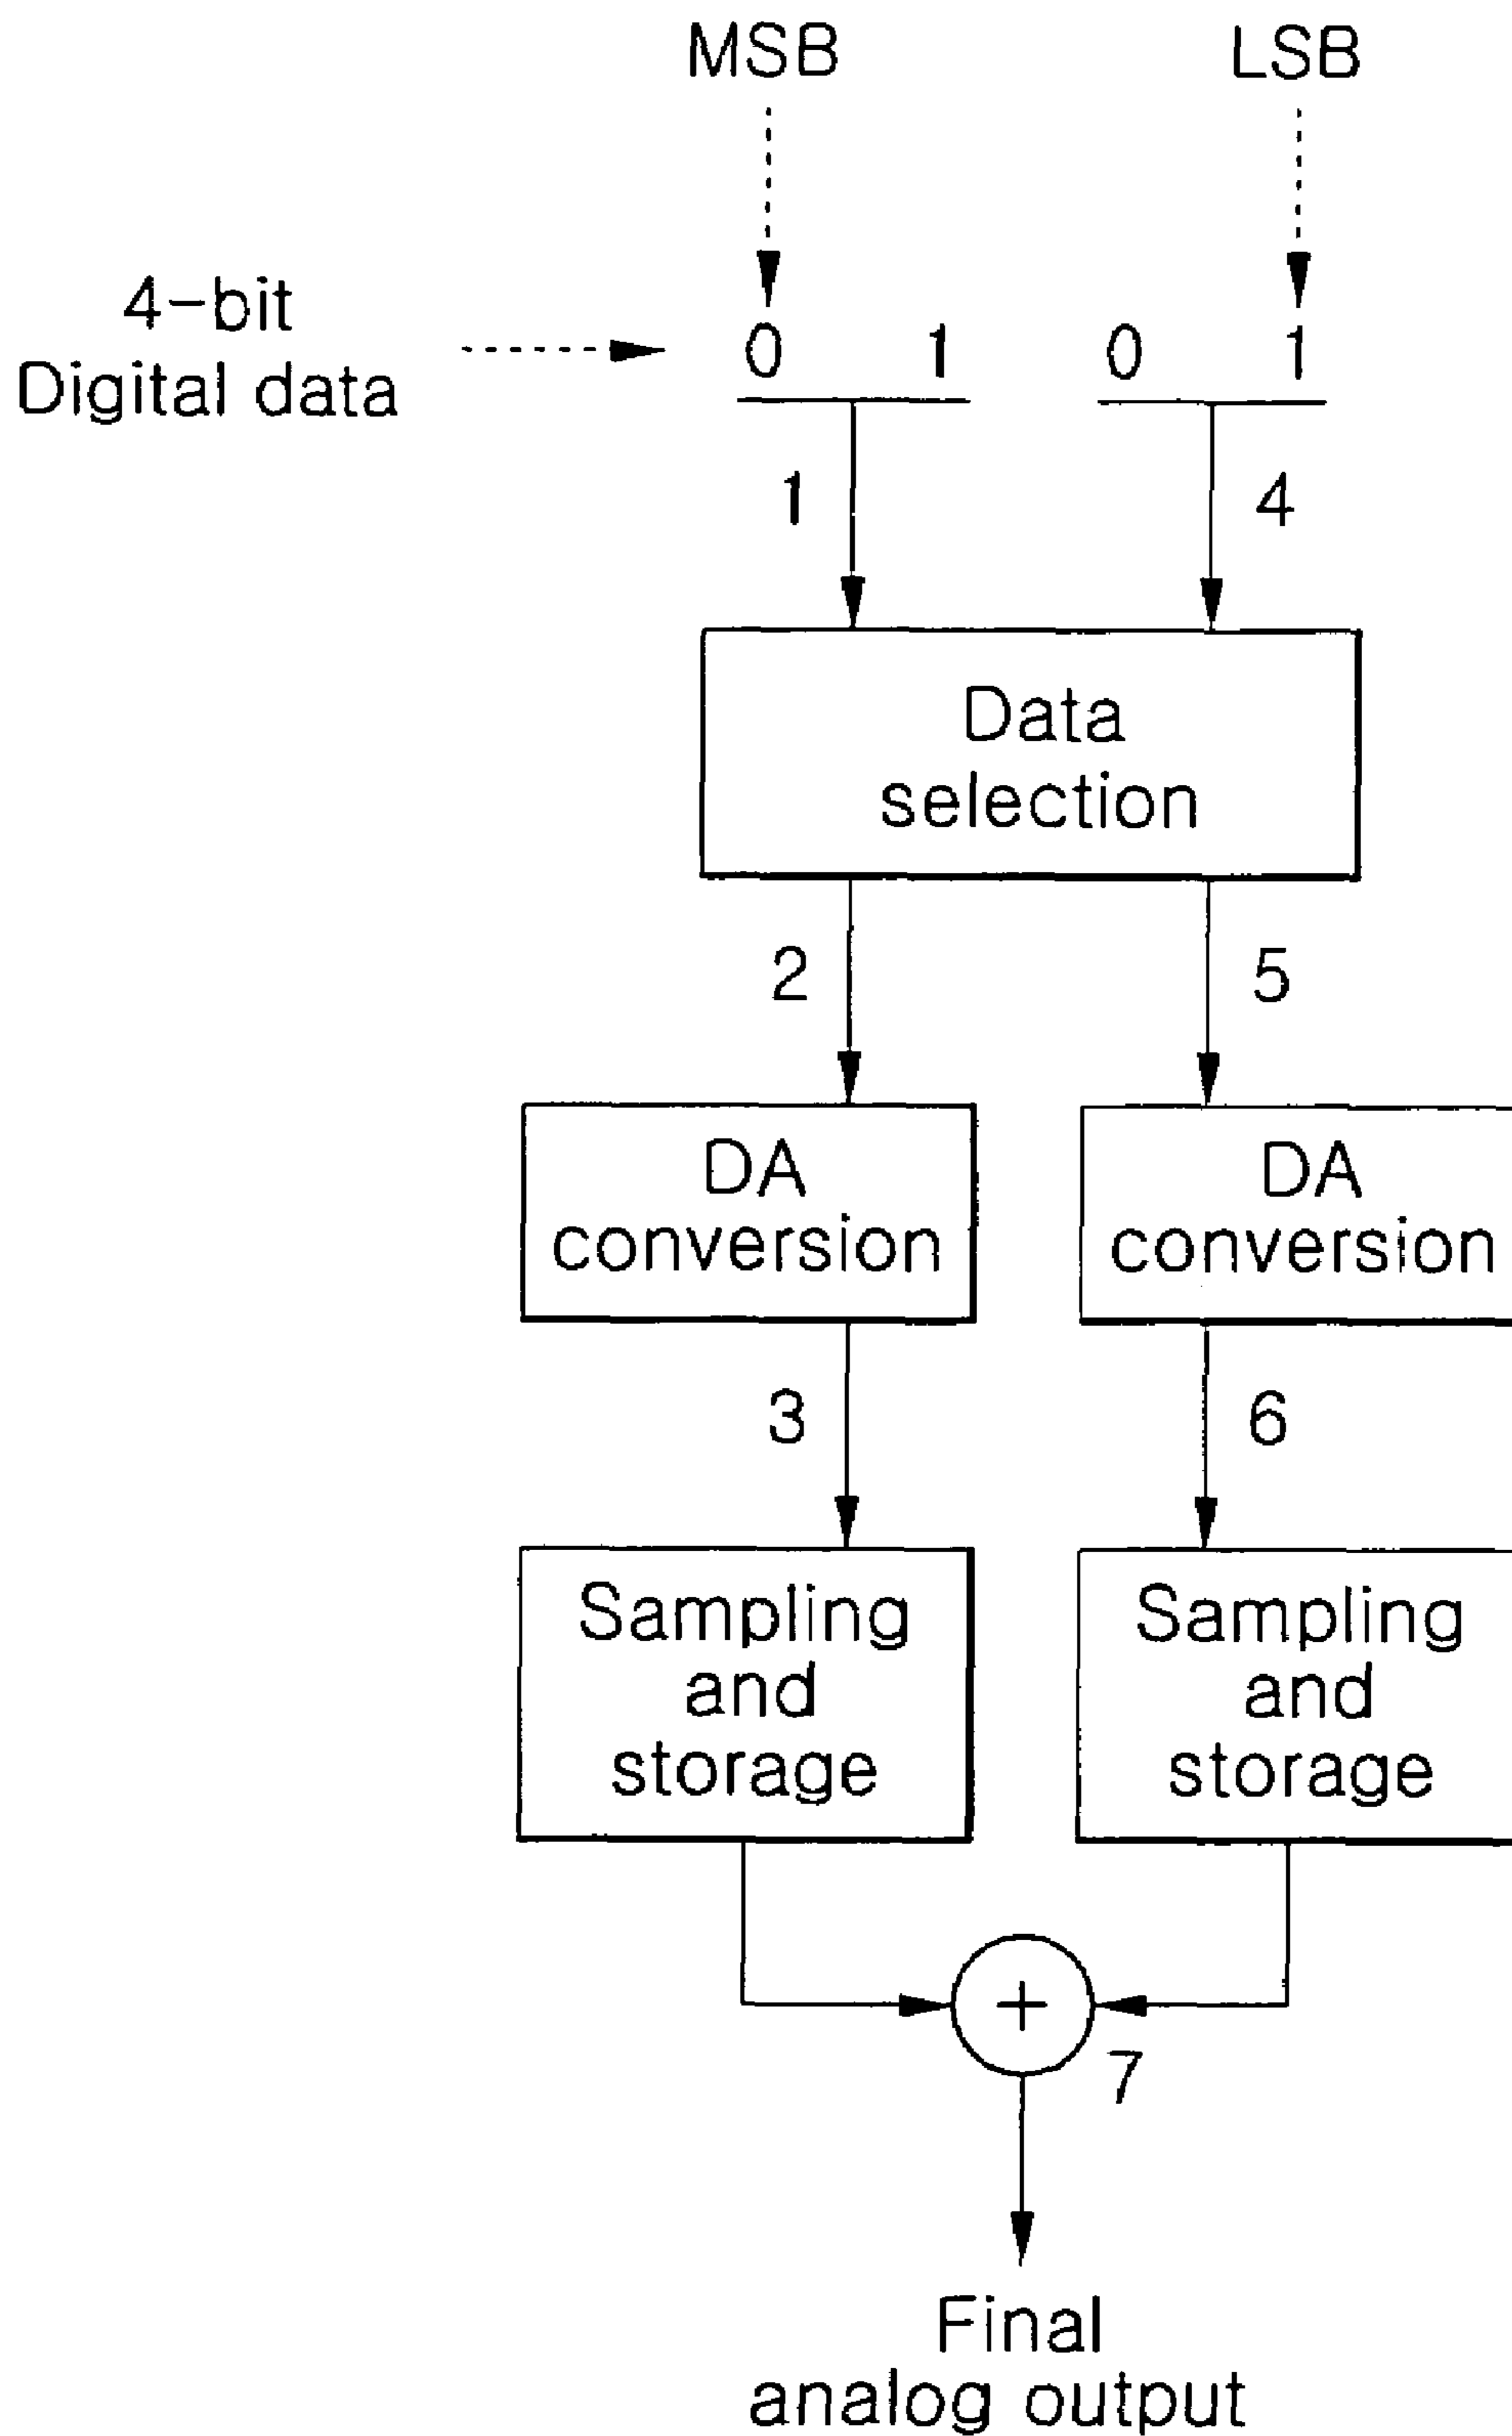 MSB LSB
4-bit
Digital data
0 1 0 1
1 4
Data
selection
2 5
DA DA
conversion conversion
3 6
Sampling Sampling
and and
storage storage
+
7
Final
analog output